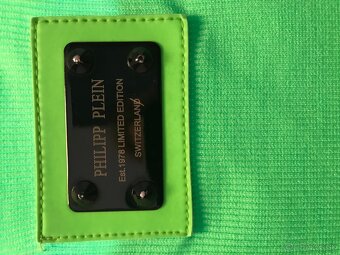 PHILIPP PLEIN
Est.1978 LIMITED EDITION
SWITZERLAND